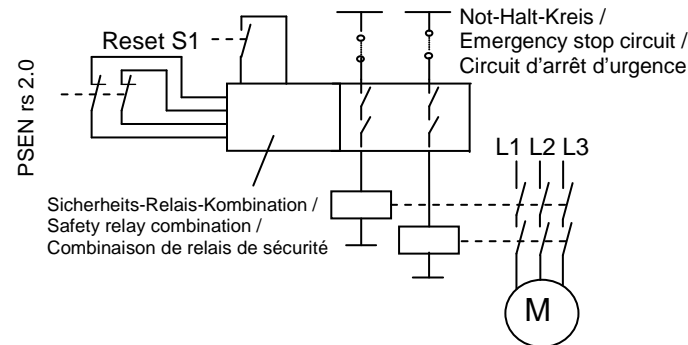 Reset S1
Not-Halt-Kreis /
Emergency stop circuit /
Circuit d'arrêt d'urgence
PSEN rs 2.0
L1 L2 L3
Sicherheits-Relais-Kombination /
Safety relay combination /
Combinaison de relais de sécurité
M